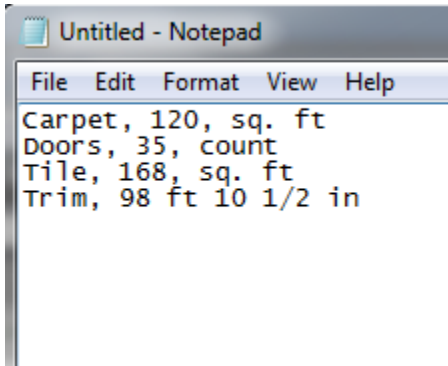 Untitled - Notepad
File Edit Format View Help
Carpet, 120, sq. ft
Doors, 35, count
Tile, 168, sq. ft
Trim, 98 ft 10 1/2 in